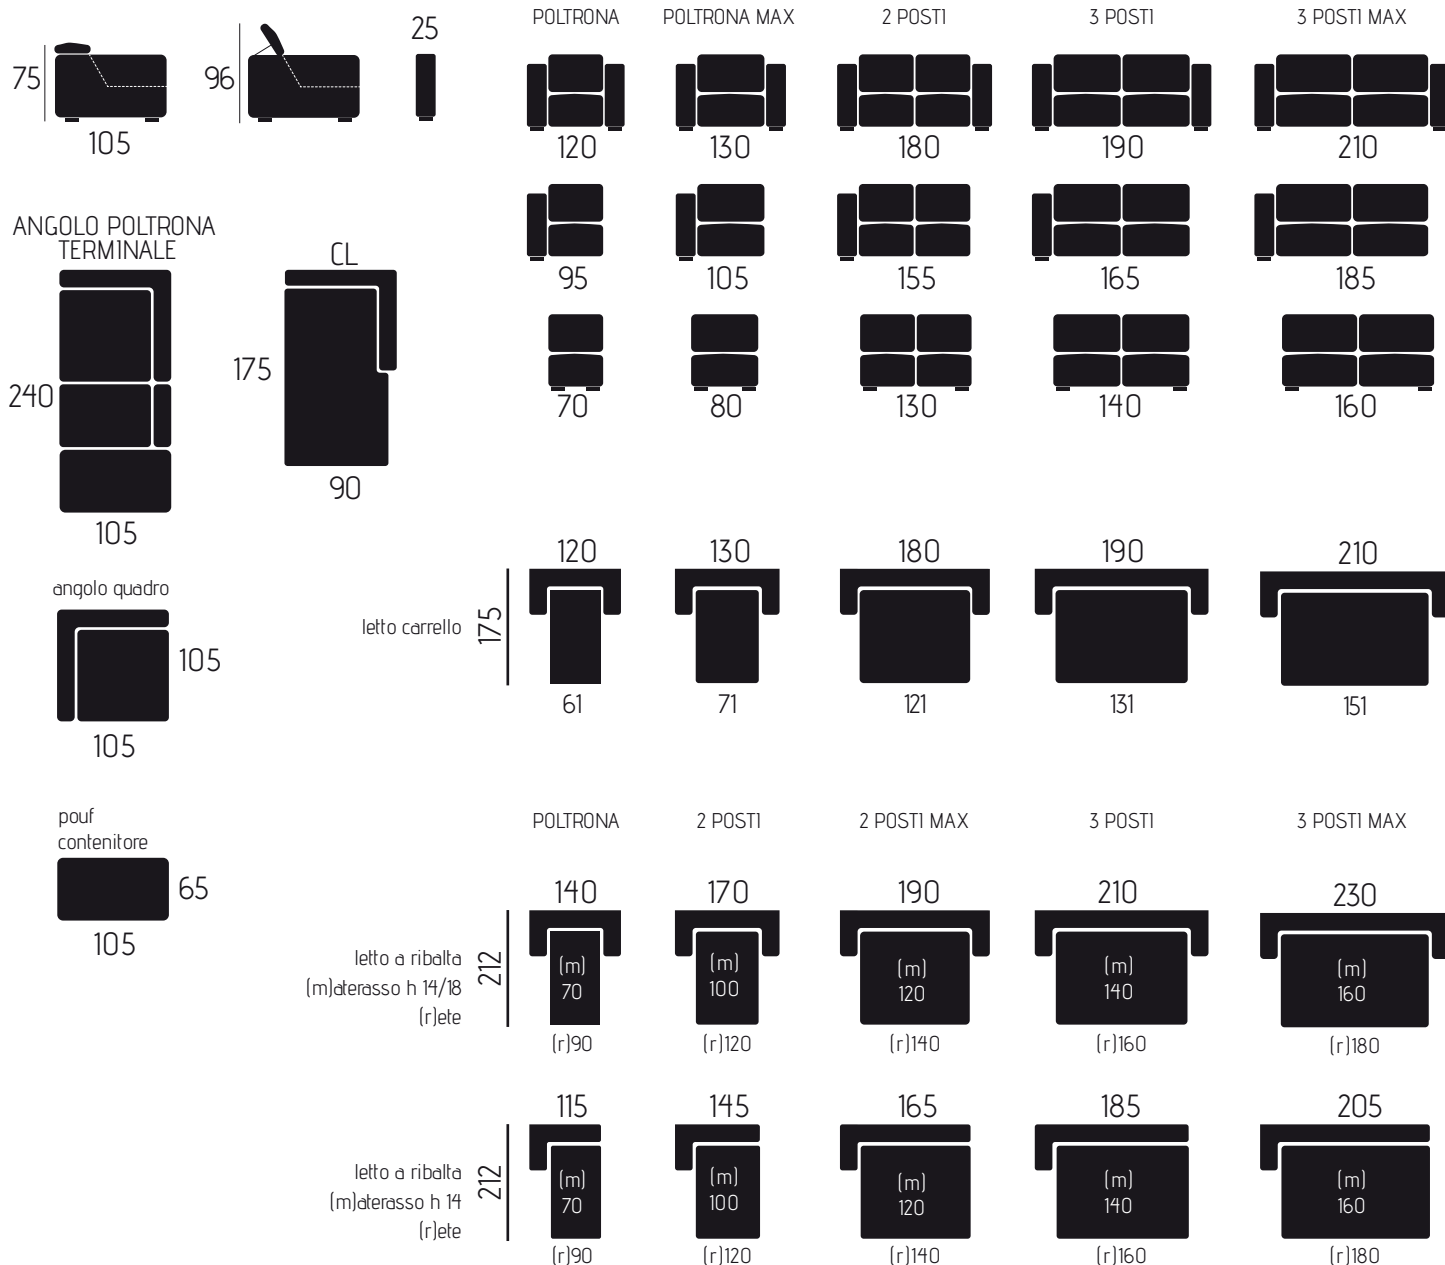 POLTRONA POLTRONA MAX 2 POSTI 3 POSTI 3 POSTI MAX
75
105
96
25
120 130 180 190 210
95 105 155 165 185
70 80 130 140 160
ANGOLO POLTRONA
TERMINALE
240
105
CL
175
90
angolo quadro
105
105
pouf
contenitore
65
105
120 130 180 190 210
letto carrello
175
61 71 121 131 151
POLTRONA 2 POSTI 2 POSTI MAX 3 POSTI 3 POSTI MAX
140 170 190 210 230
letto a ribalta
(m)aterasso h 14/18
(r)ete
212
(m) (m) (m) (m) (m)
70 100 120 140 160
(r)90 (r)120 (r)140 (r)160 (r)180
115 145 165 185 205
letto a ribalta
(m)aterasso h 14
(r)ete
212
(m) (m) (m) (m) (m)
70 100 120 140 160
(r)90 (r)120 (r)140 (r)160 (r)180